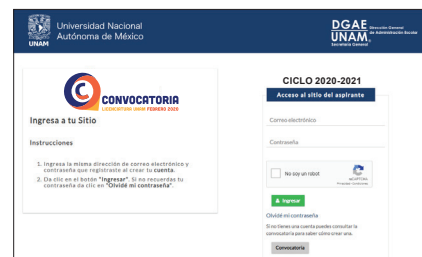 Universidad Nacional
Autónoma de México
UNAM
DGAE
UNAM
Dirección General
de Administración Escolar
Secretaría General
CONVOCATORIA
LICENCIATURA UNAM FEBRERO 2020
Ingresa a tu Sitio
Instrucciones
1. Ingresa la misma dirección de correo electrónico y
contraseña que registraste al crear tu cuenta.
2. Da clic en el botón "Ingresar". Si no recuerdas tu
contraseña da clic en "Olvidé mi contraseña".
CICLO 2020-2021
Acceso al sitio del aspirante
Correo electrónico
Contraseña
No soy un robot
reCAPTCHA
Privacidad - Condiciones
Ingresar
Olvidé mi contraseña
Si no tienes una cuenta puedes consultar la
convocatoria para saber cómo crear una.
Convocatoria